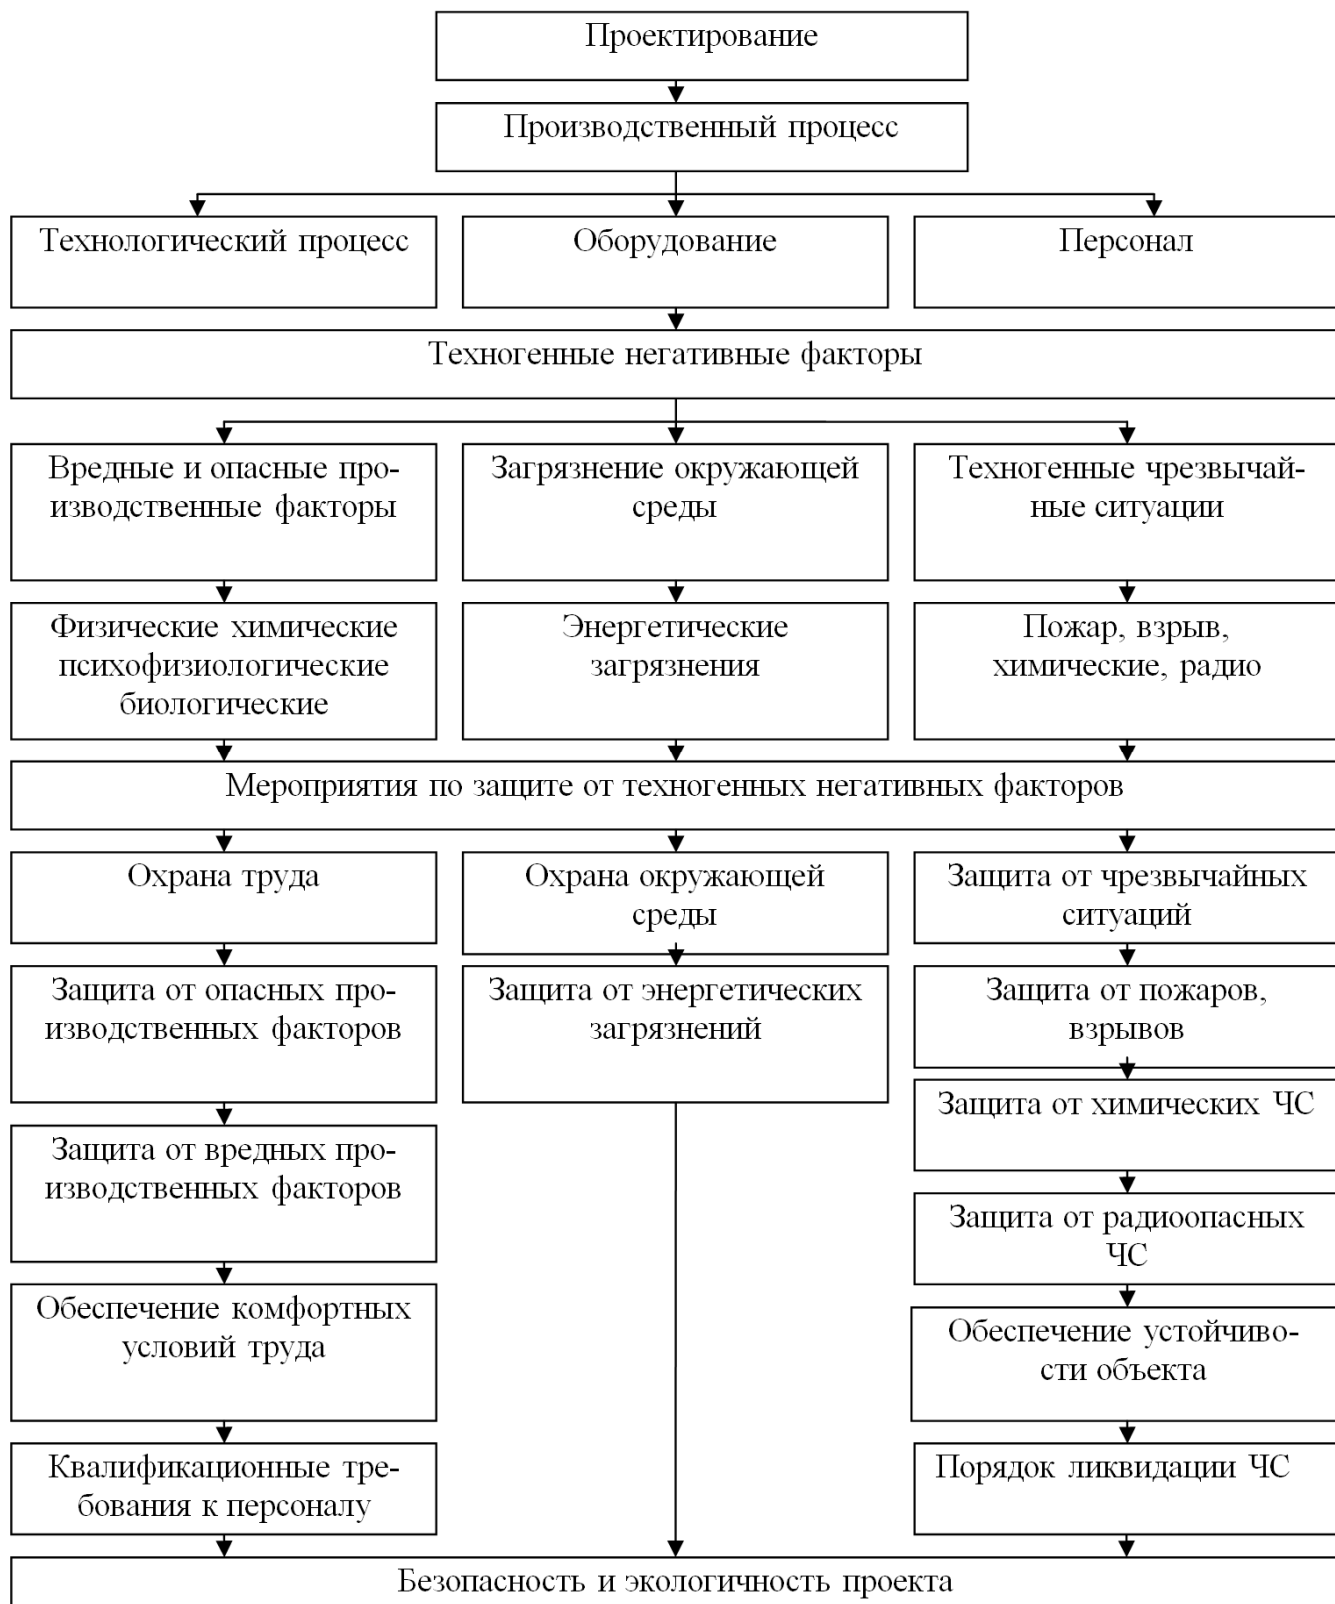 Проектирование
Производственный процесс
Технологический процесс
Оборудование
Персонал
Техногенные негативные факторы
Вредные и опасные про-
изводственные факторы
Загрязнение окружающей
среды
Техногенные чрезвычай-
ные ситуации
Физические химические
психофизиологические
биологические
Энергетические
загрязнения
Пожар, взрыв,
химические, радио
Мероприятия по защите от техногенных негативных факторов
Охрана труда
Охрана окружающей
среды
Защита от чрезвычайных
ситуаций
Защита от опасных про-
изводственных факторов
Защита от энергетических
загрязнений
Защита от пожаров,
взрывов
Защита от химических ЧС
Защита от вредных про-
изводственных факторов
Защита от радиоопасных
ЧС
Обеспечение комфортных
условий труда
Обеспечение устойчиво-
сти объекта
Квалификационные тре-
бования к персоналу
Порядок ликвидации ЧС
Безопасность и экологичность проекта